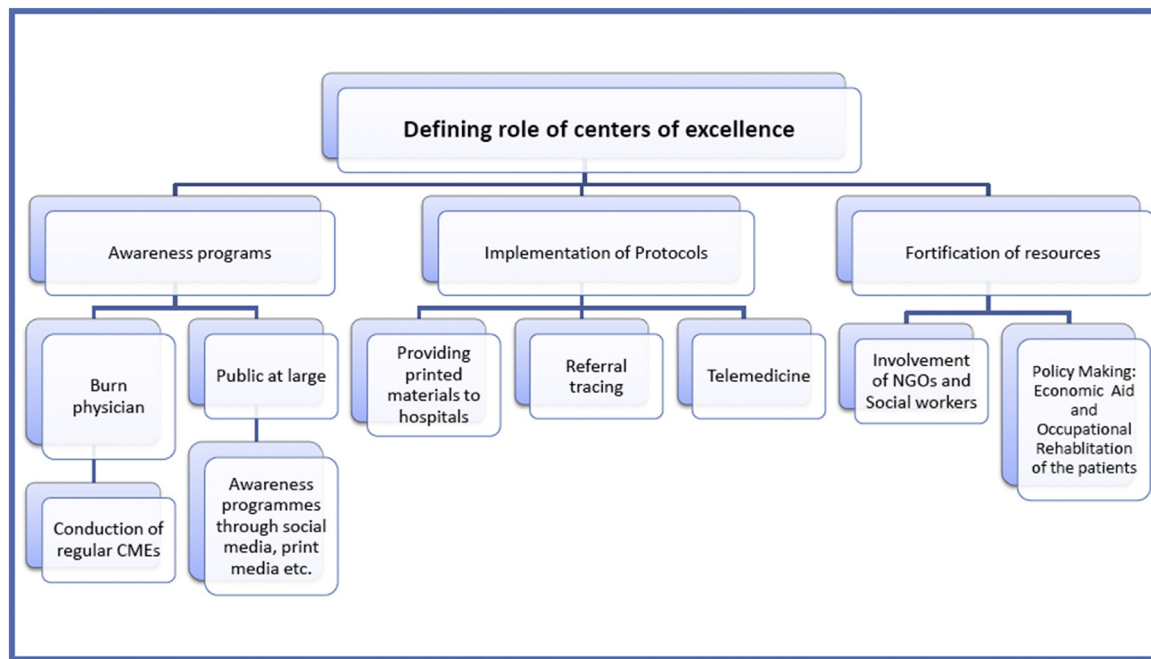 Defining role of centers of excellence
Awareness programs
Implementation of Protocols
Fortification of resources
Burn
physician
Public at large
Providing
printed
materials to
hospitals
Referral
tracing
Telemedicine
Involvement
of NGOs and
Social workers
Policy Making:
Economic Aid
and
Occupational
Rehablitation
of the patients
Conduction of
regular CMEs
Awareness
programmes
through social
media, print
media etc.